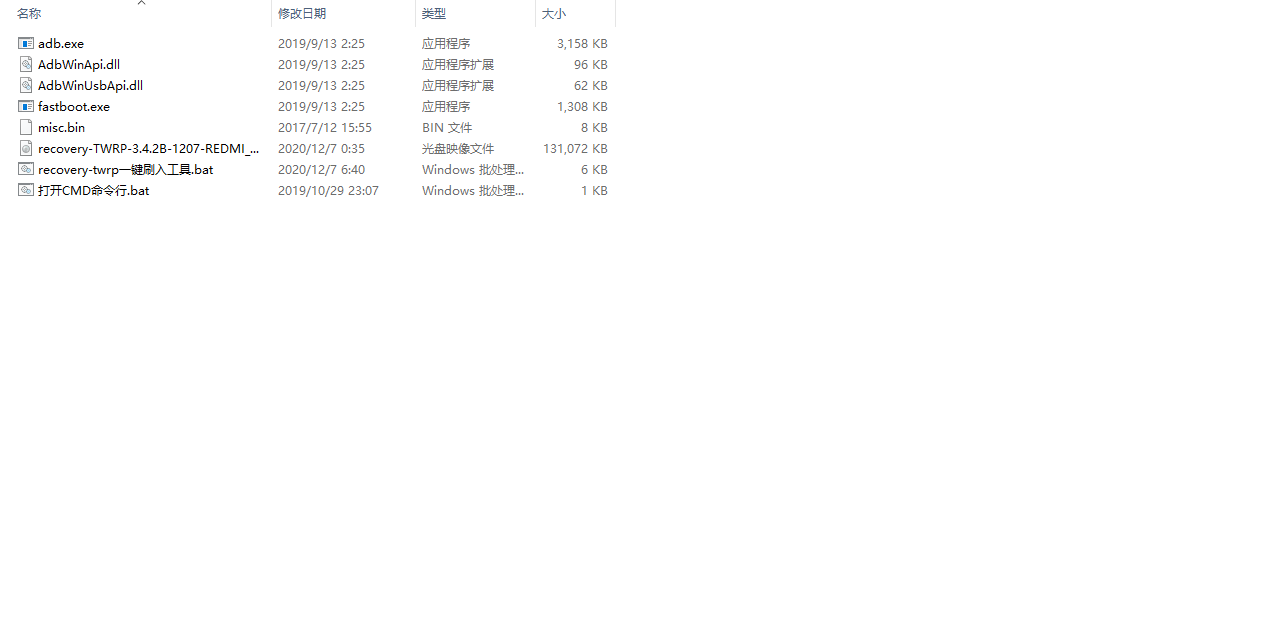 名称 修改日期 类型 大小
adb.exe 2019/9/13 2:25 应用程序 3,158 KB
AdbWinApi.dll 2019/9/13 2:25 应用程序扩展 96 KB
AdbWinUsbApi.dll 2019/9/13 2:25 应用程序扩展 62 KB
fastboot.exe 2019/9/13 2:25 应用程序 1,308 KB
misc.bin 2017/7/12 15:55 BIN 文件 8 KB
recovery-TWRP-3.4.2B-1207-REDMI_... 2020/12/7 0:35 光盘映像文件 131,072 KB
recovery-twrp一键刷入工具.bat 2020/12/7 6:40 Windows 批处理... 6 KB
打开CMD命令行.bat 2019/10/29 23:07 Windows 批处理... 1 KB